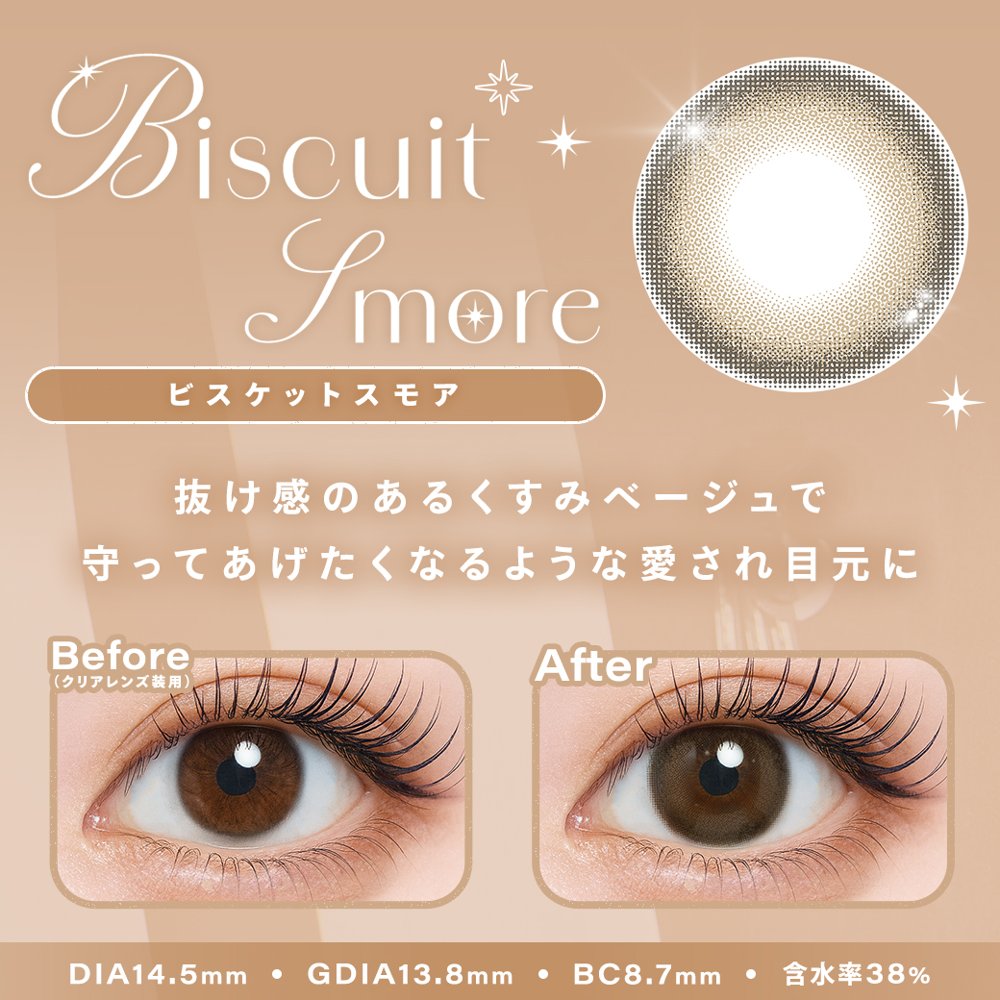 Biscuit
Smore
ビスケットスモア
抜け感のあるくすみベージュで
守ってあげたくなるような愛され目元に
Before
(クリアレンズ装用)
After
DIA14.5mm • GDIA13.8mm • BC8.7mm • 含水率38%